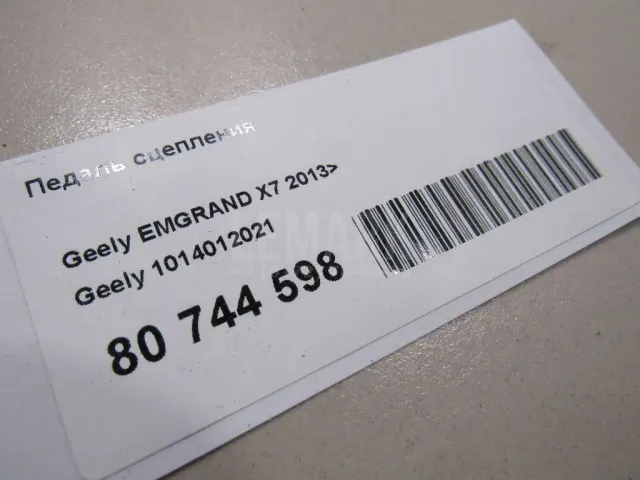 Педаль сцепления
Geely EMGRAND X7 2013>
Geely 1014012021
80 744 598